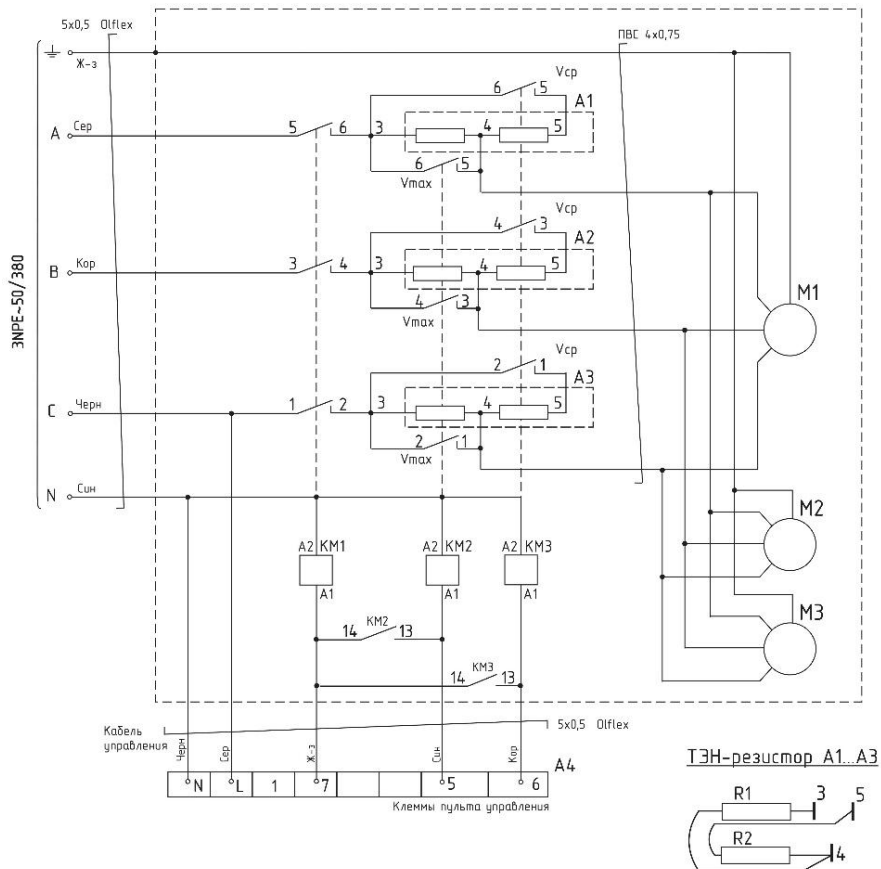 5x0,5 Olflex
ПВС 4x0,75
Ж-з
Vср
6 5
A1
A Сер
5 6 3 4 5
6 5
Vmax
Vср
4 3
A2
B Кор
3 4 3 4 5
4 3
Vmax
M1
3NPE~50/380
Vср
2 1
A3
C Черн
1 2 3 4 5
2 1
Vmax
N Син
M2
A2 KM1 A2 KM2 A2 KM3
A1 A1 A1
M3
KM2
14 13
KM3
14 13
Кабель
управления
5x0,5 Olflex
Черн Сер Ж-з Син Кор
A4
N L 1 7 5 6
Клеммы пульта управления
ТЭН-резистор A1...A3
R1 3 5
R2 4